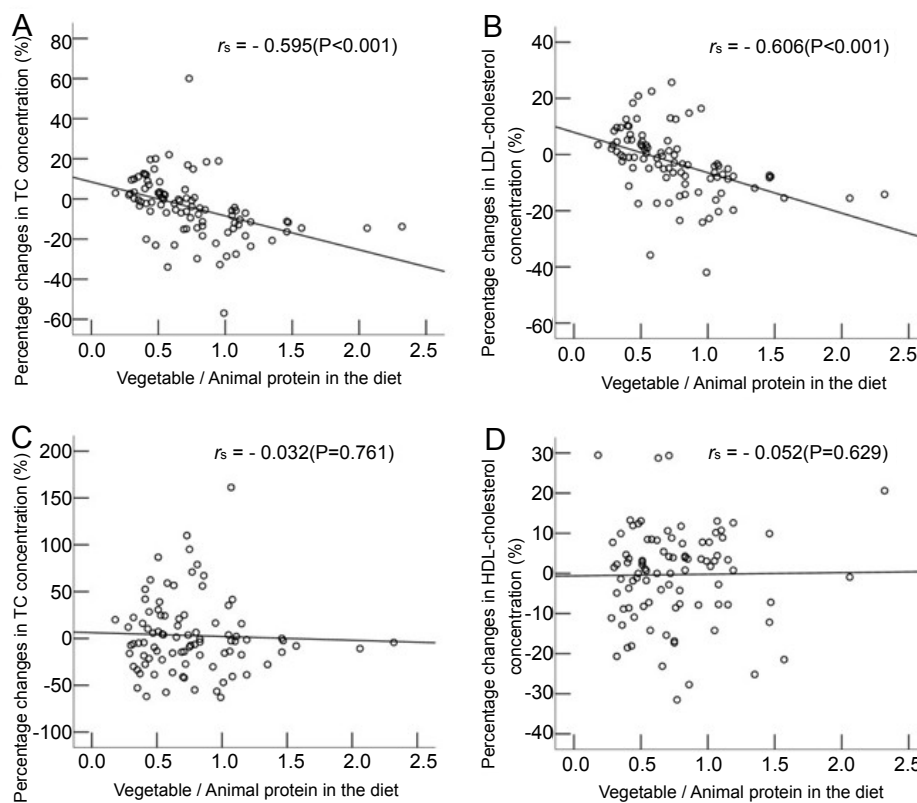 A
rs = - 0.595(P<0.001)
Percentage changes in TC concentration (%)
80
60
40
20
0
-20
-40
-60
0.0 0.5 1.0 1.5 2.0 2.5
Vegetable / Animal protein in the diet
B
rs = - 0.606(P<0.001)
Percentage changes in LDL-cholesterol
concentration (%)
40
20
0
-20
-40
-60
0.0 0.5 1.0 1.5 2.0 2.5
Vegetable / Animal protein in the diet
C
rs = - 0.032(P=0.761)
Percentage changes in TC concentration (%)
200
150
100
50
0
-50
-100
0.0 0.5 1.0 1.5 2.0 2.5
Vegetable / Animal protein in the diet
D
rs = - 0.052(P=0.629)
Percentage changes in HDL-cholesterol
concentration (%)
30
20
10
0
-10
-20
-30
-40
0.0 0.5 1.0 1.5 2.0 2.5
Vegetable / Animal protein in the diet